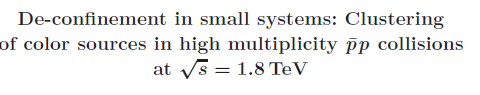 De-confinement in small systems: Clustering
of color sources in high multiplicity p̄p collisions
at √s = 1.8 TeV